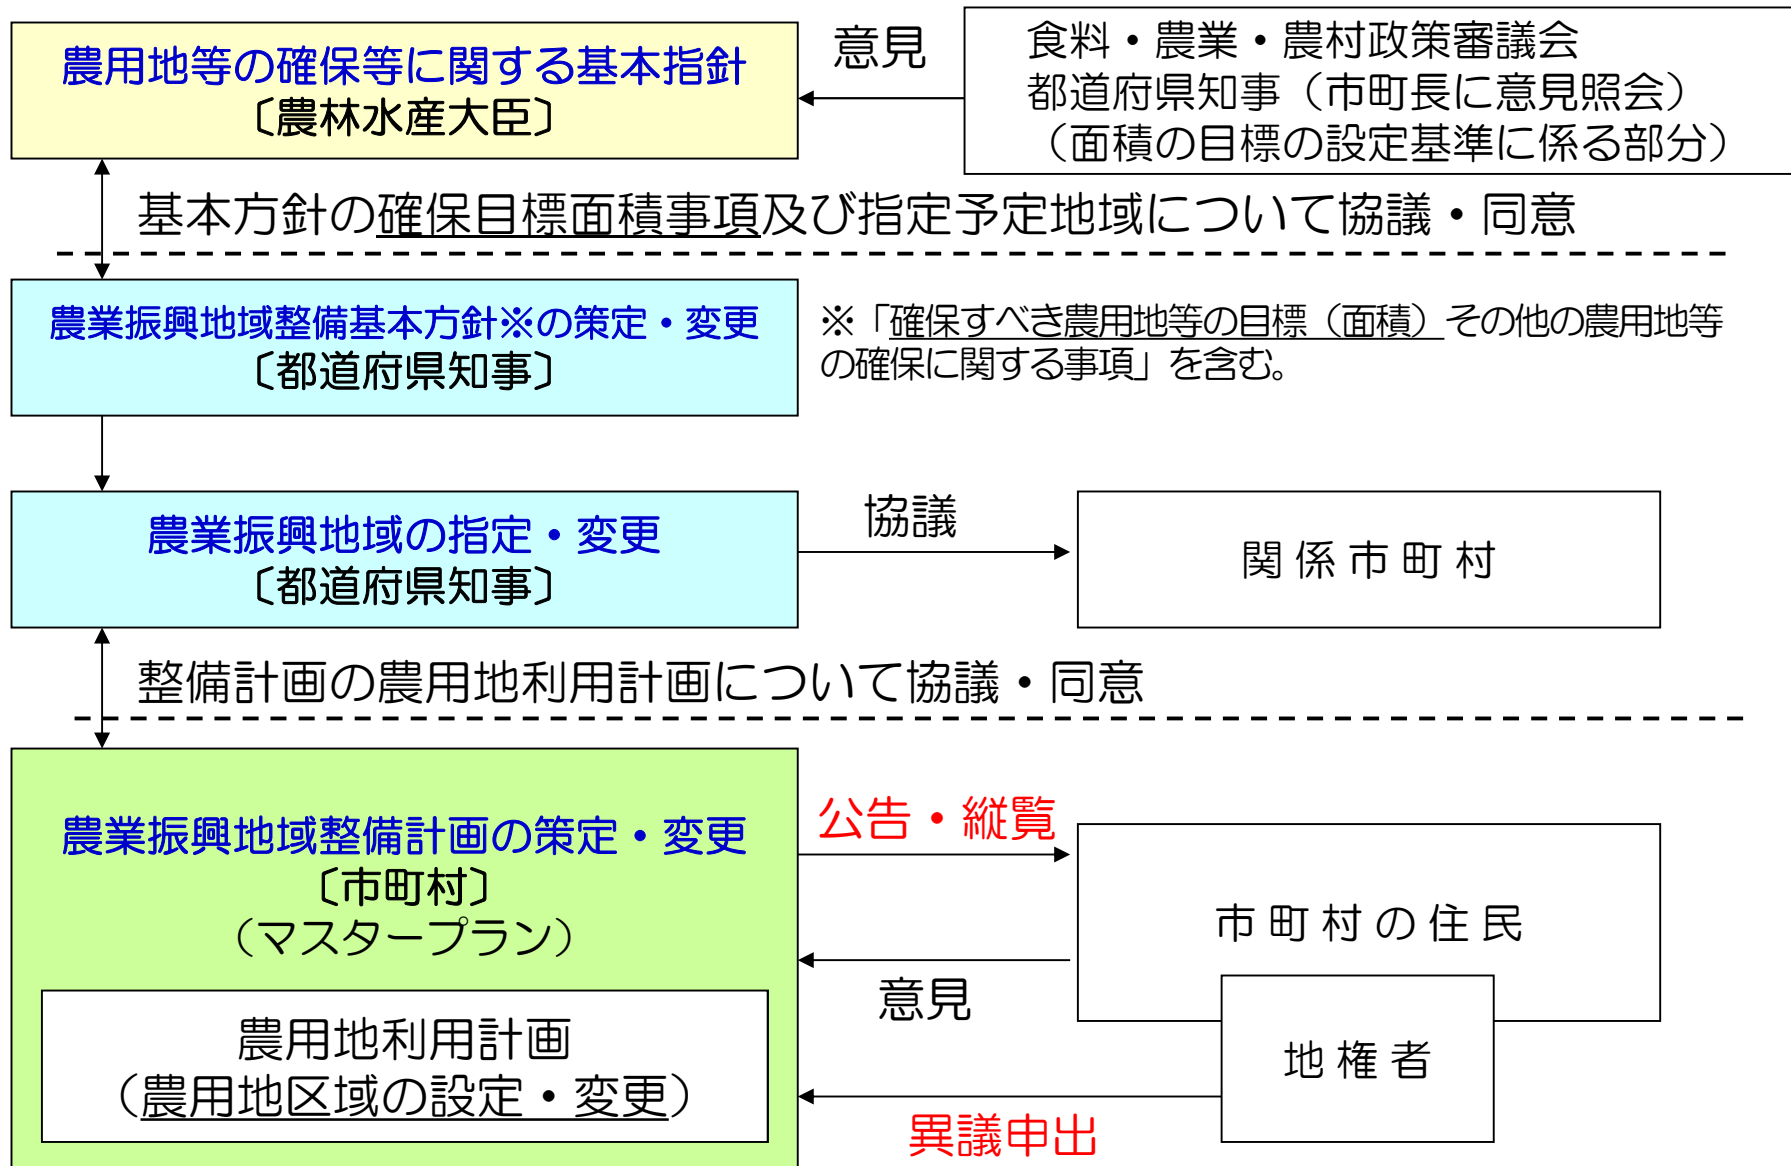 農用地等の確保等に関する基本指針
〔農林水産大臣〕
意見
食料・農業・農村政策審議会
都道府県知事（市町長に意見照会）
（面積の目標の設定基準に係る部分）
基本方針の確保目標面積事項及び指定予定地域について協議・同意
農業振興地域整備基本方針※の策定・変更
〔都道府県知事〕
※「確保すべき農用地等の目標（面積）その他の農用地等
の確保に関する事項」を含む。
農業振興地域の指定・変更
〔都道府県知事〕
協議
関係市町村
整備計画の農用地利用計画について協議・同意
農業振興地域整備計画の策定・変更
〔市町村〕
（マスタープラン）
公告・縦覧
市町村の住民
意見
農用地利用計画
（農用地区域の設定・変更）
地権者
異議申出